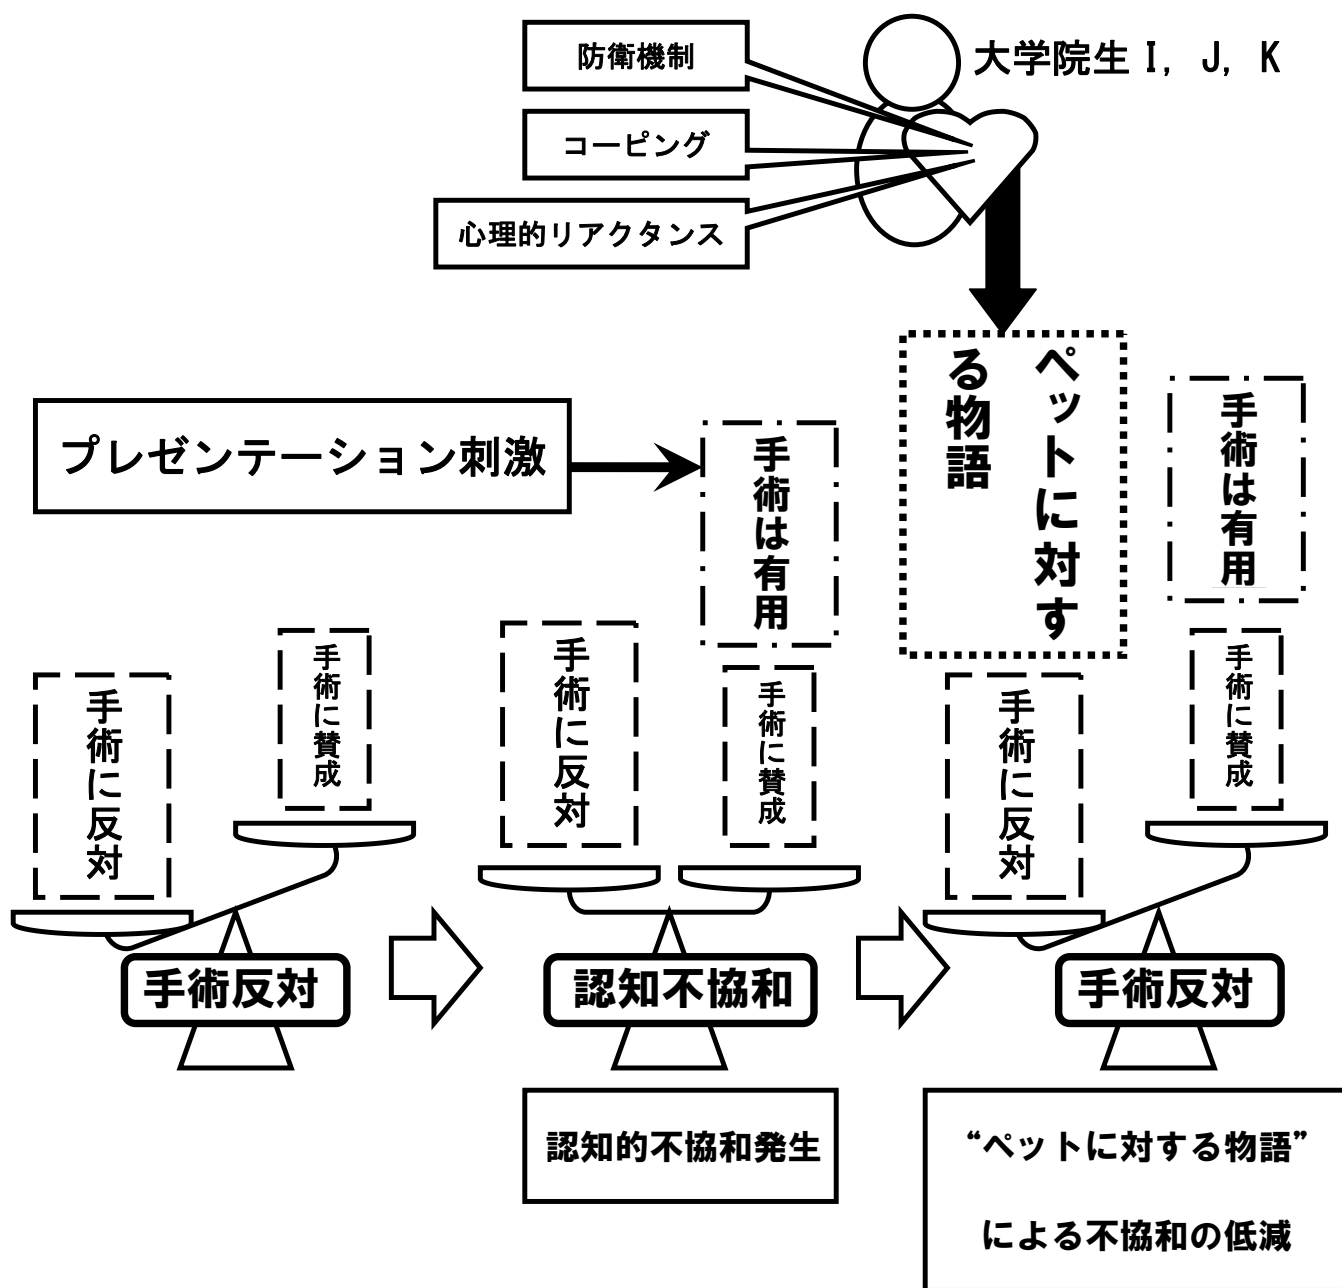 防衛機制
大学院生 I, J, K
コーピング
心理的リアクタンス
ペットに対す
る物語
プレゼンテーション刺激
手術は有用
手術は有用
手術に反対
手術に賛成
手術に反対
手術に賛成
手術に反対
手術に賛成
手術反対
認知不協和
手術反対
認知的不協和発生
“ペットに対する物語”
による不協和の低減